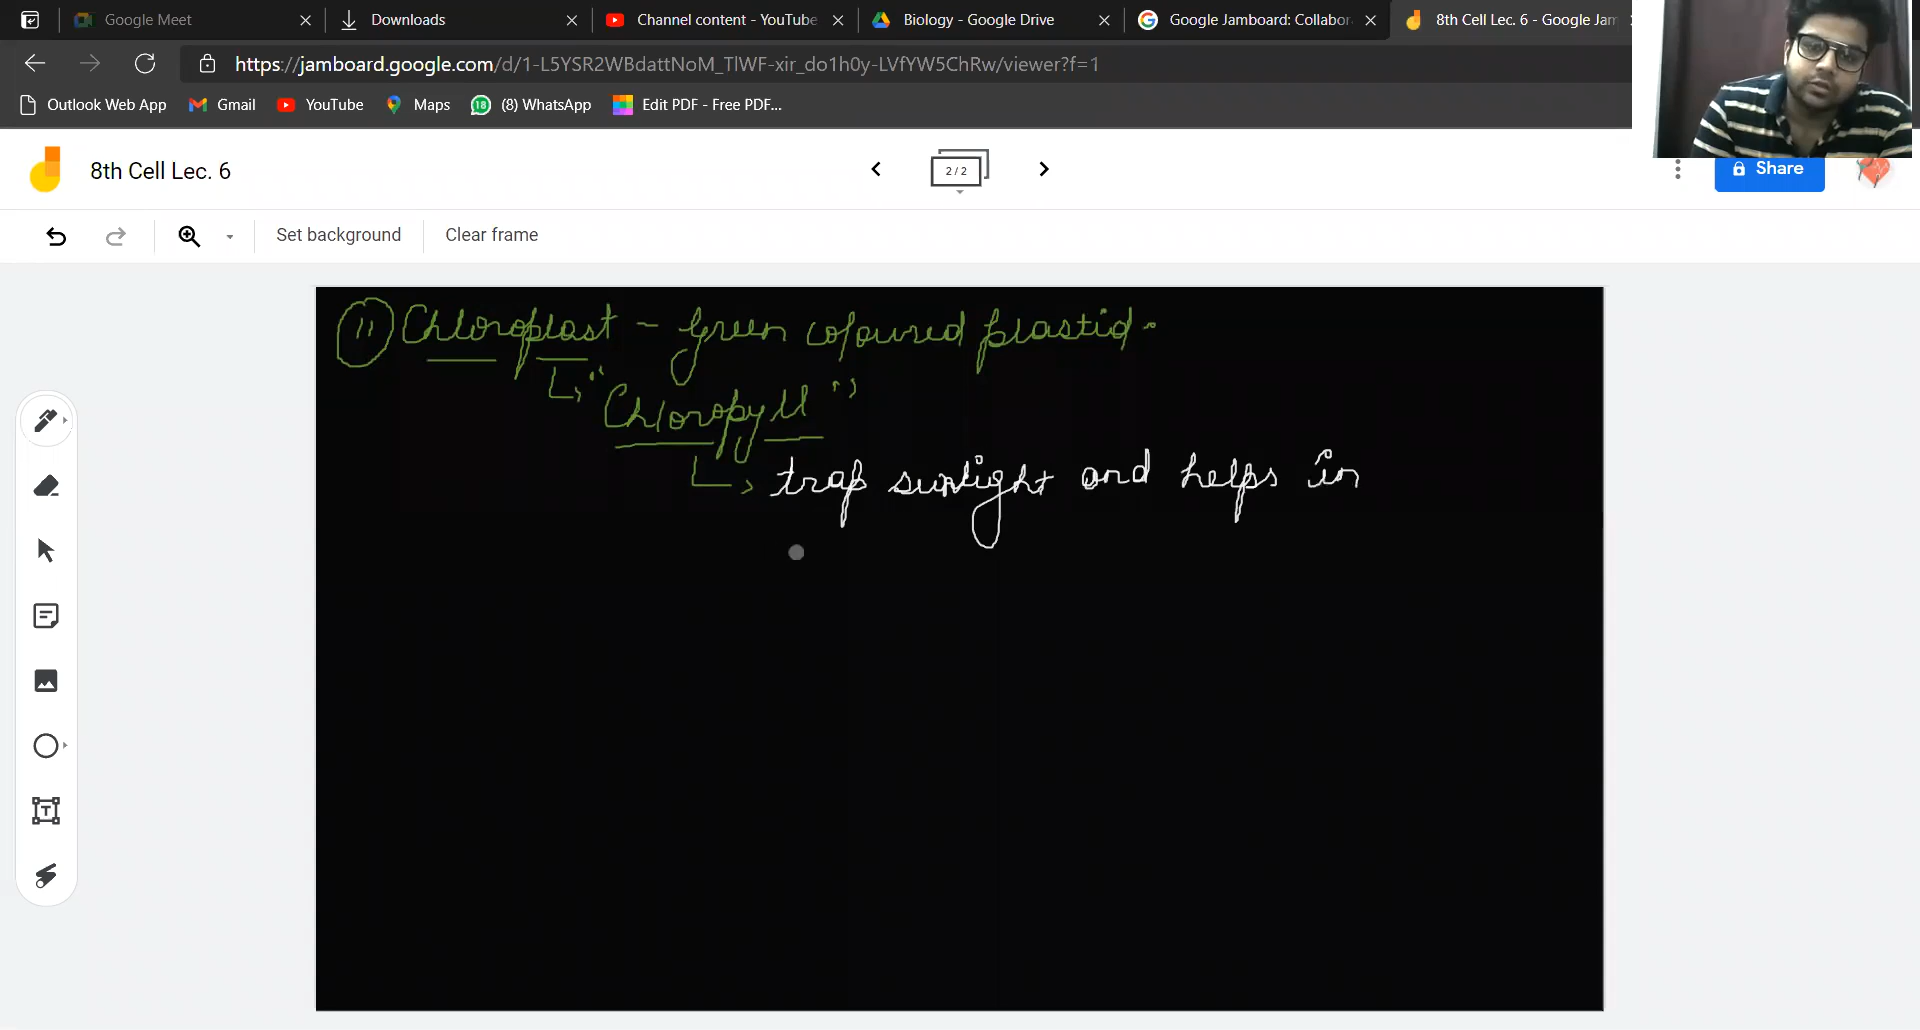 Google Meet
Downloads
Channel content - YouTube
Biology - Google Drive
Google Jamboard: Collabor
8th Cell Lec. 6 - Google Jam
https://jamboard.google.com/d/1-L5YSR2WBdattNoM_TlWF-xir_do1h0y-LVfYW5ChRw/viewer?f=1
Outlook Web App
Gmail
YouTube
Maps
18
(8) WhatsApp
Edit PDF - Free PDF...
8th Cell Lec. 6
2 / 2
Share
Set background
Clear frame
11 Chloroplast - green coloured plastid.
"Chloropyll"
trap sunlight and helps in